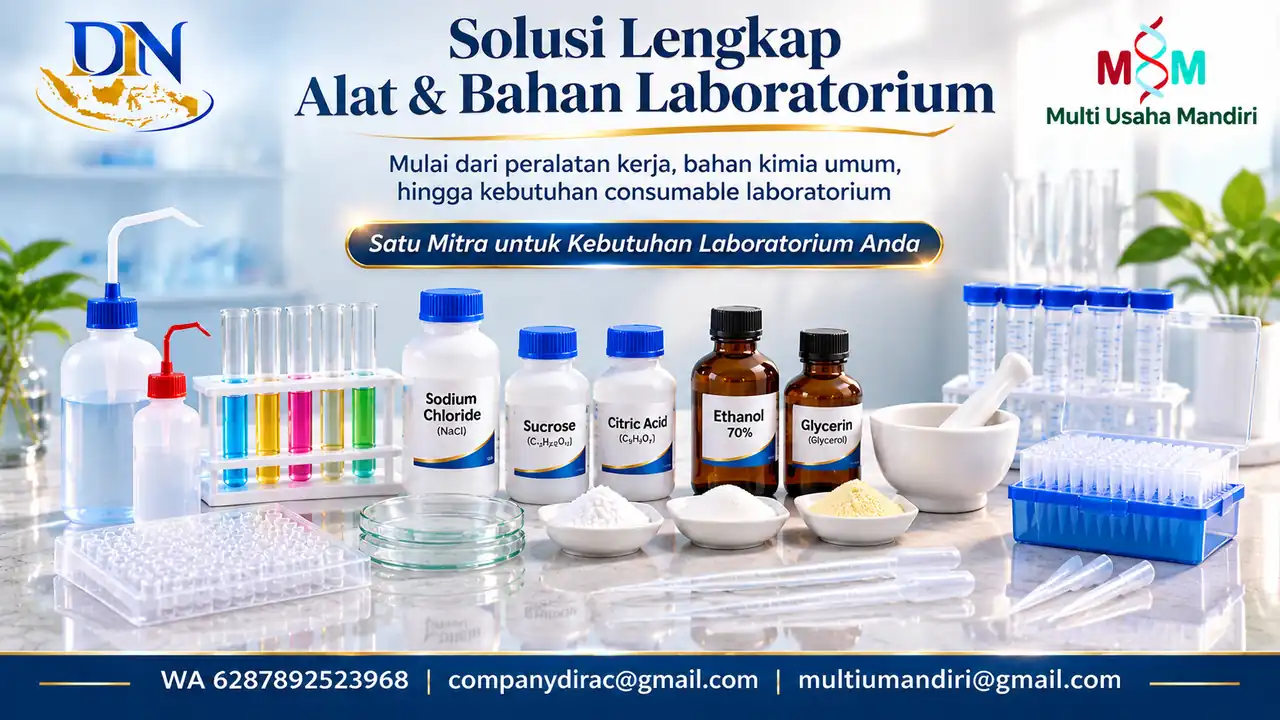 DIN
Solusi Lengkap
Alat & Bahan Laboratorium
M M
Multi Usaha Mandiri
Mulai dari peralatan kerja, bahan kimia umum,
hingga kebutuhan consumable laboratorium
Satu Mitra untuk Kebutuhan Laboratorium Anda
Sodium
Chloride
(NaCl)
Sucrose
Citric Acid
Ethanol
70%
Glycerin
(Glycerol)
WA 6287892523968 | companydirac@gmail.com | multiumandiri@gmail.com